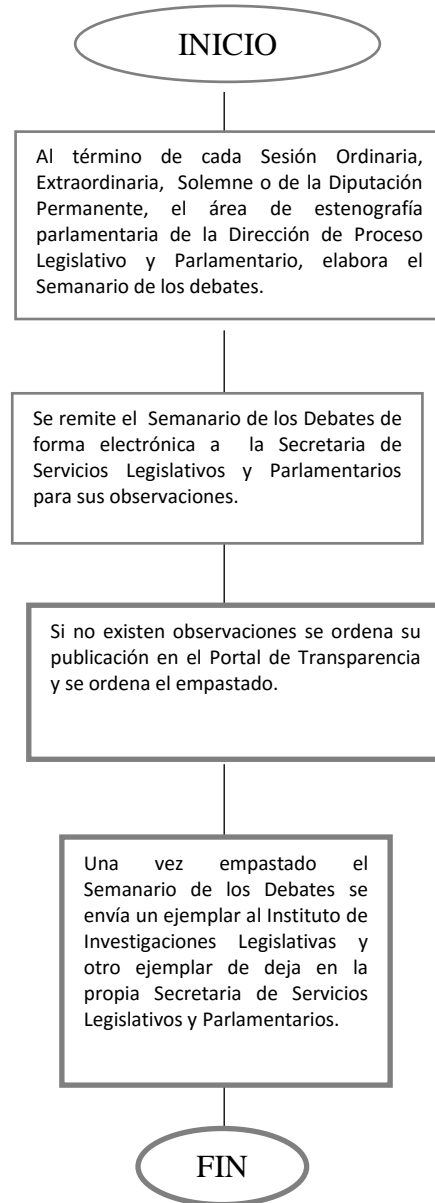 INICIO
Al término de cada Sesión Ordinaria,
Extraordinaria, Solemne o de la Diputación
Permanente, el área de estenografía
parlamentaria de la Dirección de Proceso
Legislativo y Parlamentario, elabora el
Semanario de los debates.
Se remite el Semanario de los Debates de
forma electrónica a la Secretaria de
Servicios Legislativos y Parlamentarios
para sus observaciones.
Si no existen observaciones se ordena su
publicación en el Portal de Transparencia
y se ordena el empastado.
Una vez empastado el
Semanario de los Debates se
envía un ejemplar al Instituto de
Investigaciones Legislativas y
otro ejemplar de deja en la
propia Secretaria de Servicios
Legislativos y Parlamentarios.
FIN